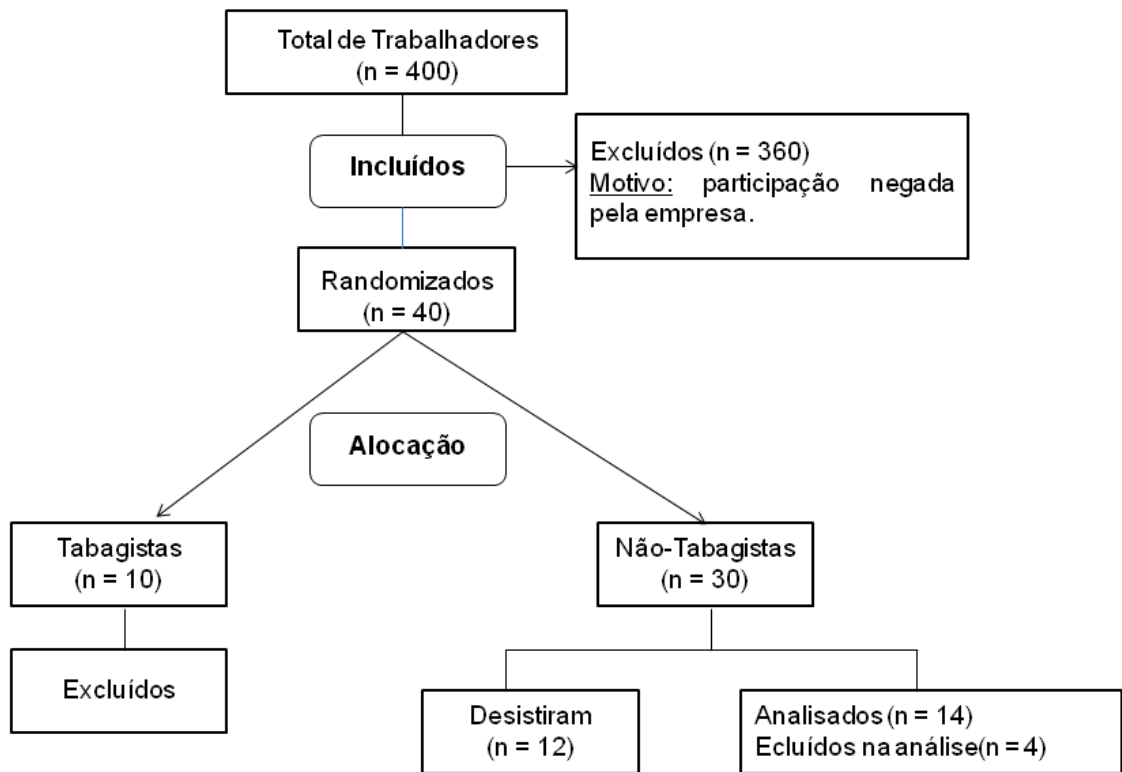 Total de Trabalhadores
(n = 400)
Incluídos
Excluídos (n = 360)
Motivo: participação negada
pela empresa.
Randomizados
(n = 40)
Alocação
Tabagistas
(n = 10)
Não-Tabagistas
(n = 30)
Excluídos
Desistiram
(n = 12)
Analisados (n = 14)
Ecluídos na análise(n = 4)